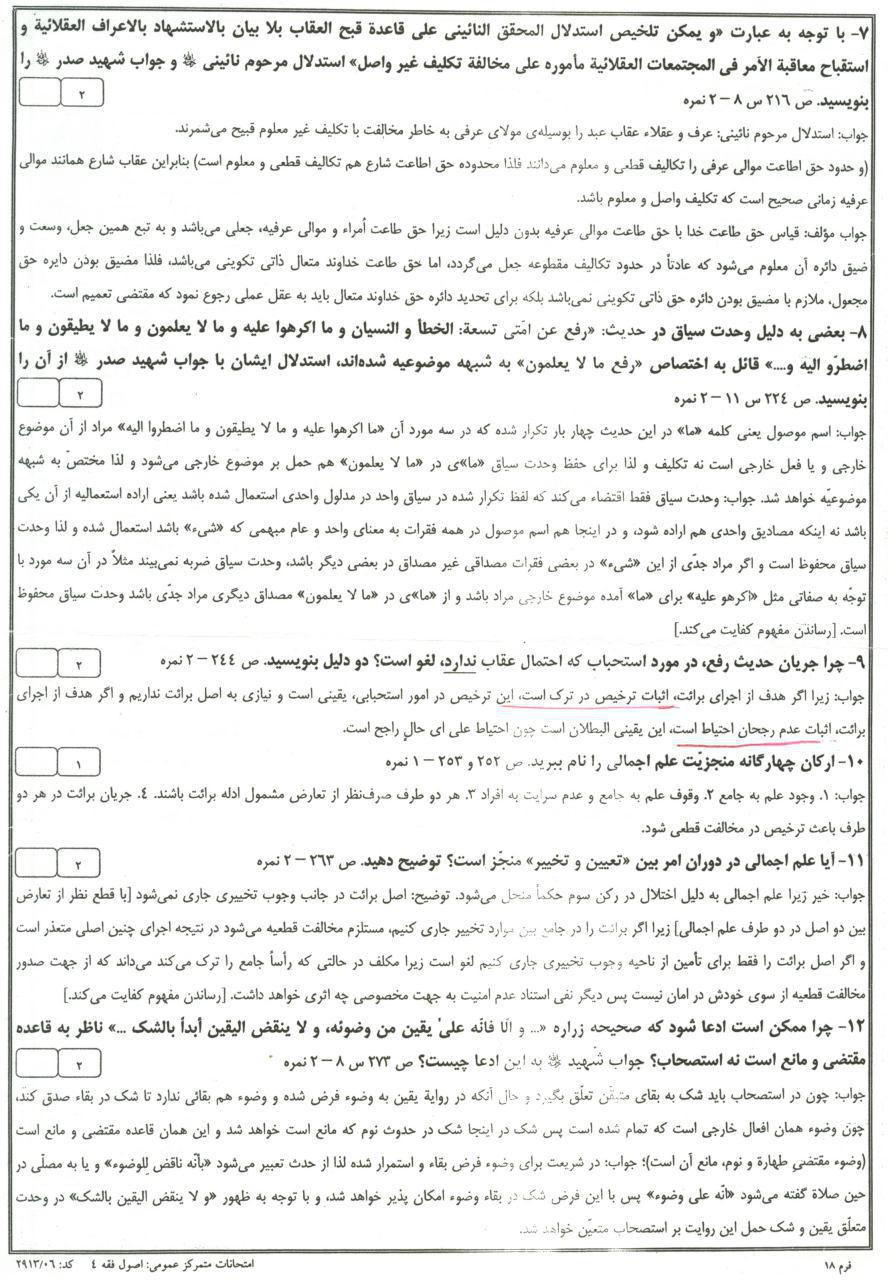 ۷- با توجه به عبارت «و یمکن تلخیص استدلال المحقق النائینی علی قاعدة قبح العقاب بلا بیان بالاستشهاد بالاعراف العقلائیة و
استقباح معاقبة الآمر فی المجتمعات العقلائیة مأموره علی مخالفة تکلیف غیر واصل» استدلال مرحوم نائینی و جواب شهید صدر را
بنویسید. ص ۲۱۶ س ۸ – ۲ نمره
۲
جواب: استدلال مرحوم نائینی: عرف و عقلاء عقاب عبد را بوسیله‌ی مولای عرفی به خاطر مخالفت با تکلیف غیر معلوم قبیح می‌شمرند.
(و حدود حق اطاعت موالی عرفی را تکالیف قطعی و معلوم می‌دانند فلذا محدوده حق اطاعت شارع هم تکالیف قطعی و معلوم است) بنابراین عقاب شارع همانند موالی
عرفیه زمانی صحیح است که تکلیف واصل و معلوم باشد.
جواب مؤلف: قیاس حق طاعت خدا با حق طاعت موالی عرفیه بدون دلیل است زیرا حق طاعت أمراء و موالی عرفیه، جعلی می‌باشد و به تبع همین جعل، وسعت و
ضیق دائره آن معلوم می‌شود که عادتاً در حدود تکالیف مقطوعه جعل می‌گردد، اما حق طاعت خداوند متعال ذاتی تکوینی می‌باشد، فلذا مضیق بودن دایره حق
مجعول، ملازم با مضیق بودن دائره حق ذاتی تکوینی نمی‌باشد بلکه برای تحدید دائره حق خداوند متعال باید به عقل عملی رجوع نمود که مقتضی تعمیم است.
۸- بعضی به دلیل وحدت سیاق در حدیث: «رفع عن امّتی تسعة: الخطأ و النسیان و ما اکرهوا علیه و ما لا یعلمون و ما لا یطیقون و ما
اضطرّو الیه و....» قائل به اختصاص «رفع ما لا یعلمون» به شبهه موضوعیه شده‌اند، استدلال ایشان با جواب شهید صدر از آن را
بنویسید. ص ۲۲۴ س ۱۱ – ۲ نمره
۲
جواب: اسم موصول یعنی کلمه «ما» در این حدیث چهار بار تکرار شده که در سه مورد آن «ما اکرهوا علیه و ما لا یطیقون و ما اضطروا الیه» مراد از آن موضوع
خارجی و یا فعل خارجی است نه تکلیف و لذا برای حفظ وحدت سیاق «ما»ی در «ما لا یعلمون» هم حمل بر موضوع خارجی می‌شود و لذا مختصّ به شبهه
موضوعیّه خواهد شد. جواب: وحدت سیاق فقط اقتضاء می‌کند که لفظ تکرار شده در سیاق واحد در مدلول واحدی استعمال شده باشد یعنی اراده استعمالیه از آن یکی
باشد نه اینکه مصادیق واحدی هم اراده شود، و در اینجا هم اسم موصول در همه فقرات به معنای واحد و عام مبهمی که «شیء» باشد استعمال شده و لذا وحدت
سیاق محفوظ است و اگر مراد جدّی از این «شیء» در بعضی فقرات مصداقی غیر مصداق در بعضی دیگر باشد، وحدت سیاق ضربه نمی‌بیند مثلاً در آن سه مورد با
توجّه به صفاتی مثل «اکرهو علیه» برای «ما» آمده موضوع خارجی مراد باشد و از «ما»ی در «ما لا یعلمون» مصداق دیگری مراد جدّی باشد وحدت سیاق محفوظ
است. [رساندن مفهوم کفایت می‌کند.]
۹- چرا جریان حدیث رفع، در مورد استحباب که احتمال عقاب ندارد، لغو است؟ دو دلیل بنویسید. ص ۲۴۴ – ۲ نمره
۲
جواب: زیرا اگر هدف از اجرای برائت، اثبات ترخیص در ترک است، این ترخیص در امور استحبابی، یقینی است و نیازی به اصل برائت نداریم و اگر هدف از اجرای
برائت، اثبات عدم رجحان احتیاط است، این یقینی البطلان است چون احتیاط علی ای حال راجح است.
۱۰- ارکان چهارگانه منجزیّت علم اجمالی را نام ببرید. ص ۲۵۲ و ۲۵۳ – ۱ نمره
۱
جواب: ۱. وجود علم به جامع ۲. وقوف علم به جامع و عدم سرایت به افراد ۳. هر دو طرف صرف‌نظر از تعارض مشمول ادله برائت باشند. ۴. جریان برائت در هر دو
طرف باعث ترخیص در مخالفت قطعی شود.
۱۱- آیا علم اجمالی در دوران امر بین «تعیین و تخییر» منجّز است؟ توضیح دهید. ص ۲۶۳ – ۲ نمره
۲
جواب: خیر زیرا علم اجمالی به دلیل اختلال در رکن سوم حکماً منحل می‌شود. توضیح: اصل برائت در جانب وجوب تخییری جاری نمی‌شود [با قطع نظر از تعارض
بین دو اصل در دو طرف علم اجمالی] زیرا اگر برائت را در جامع بین موارد تخییر جاری کنیم، مستلزم مخالفت قطعیه می‌شود در نتیجه اجرای چنین اصلی متعذر است
و اگر اصل برائت را فقط برای تأمین از ناحیه وجوب تخییری جاری کنیم لغو است زیرا مکلف در حالتی که رأساً جامع را ترک می‌کند می‌داند که از جهت صدور
مخالفت قطعیه از سوی خودش در امان نیست پس دیگر نفی استناد عدم امنیت به جهت مخصوصی چه اثری خواهد داشت. [رساندن مفهوم کفایت می‌کند.]
۱۲- چرا ممکن است ادعا شود که صحیحه زراره «... و الّا فانّه علیٰ یقین من وضوئه، و لا ینقض الیقین أبداً بالشک ...» ناظر به قاعده
مقتضی و مانع است نه استصحاب؟ جواب شهید به این ادعا چیست؟ ص ۲۷۳ س ۸ – ۲ نمره
۲
جواب: چون در استصحاب باید شک به بقای متیقّن تعلّق بگیرد و حال آنکه در روایة یقین به وضوء فرض شده و وضوء هم بقائی ندارد تا شک در بقاء صدق کند،
چون وضوء همان افعال خارجی است که تمام شده است پس شک در اینجا شک در حدوث نوم که مانع است خواهد شد و این همان قاعده مقتضی و مانع است
(وضوء مقتضی طهارة و نوم، مانع آن است)؛ جواب: در شریعت برای وضوء فرض بقاء و استمرار شده لذا از حدث تعبیر می‌شود «بأنّه ناقض للوضوء» و یا به مصلّی در
حین صلاة گفته می‌شود «انّه علی وضوء» پس با این فرض شک در بقاء وضوء امکان پذیر خواهد شد، و با توجه به ظهور «و لا ینقض الیقین بالشک» در وحدت
متعلّق یقین و شک حمل این روایت بر استصحاب متعیّن خواهد شد.
فرم ۱۸
امتحانات متمرکز عمومی: اصول فقه ۴ کد: ۲۹۱۳/۰۶